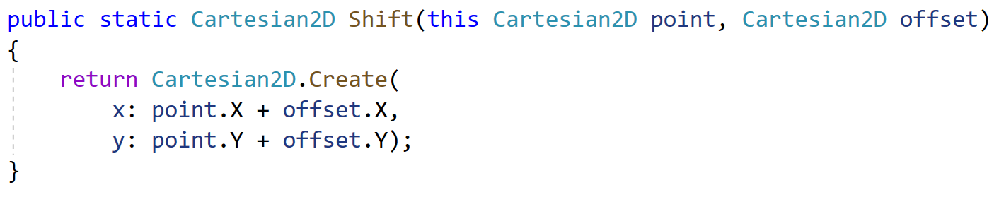 public static Cartesian2D Shift(this Cartesian2D point, Cartesian2D offset)
{
    return Cartesian2D.Create(
        x: point.X + offset.X,
        y: point.Y + offset.Y);
}